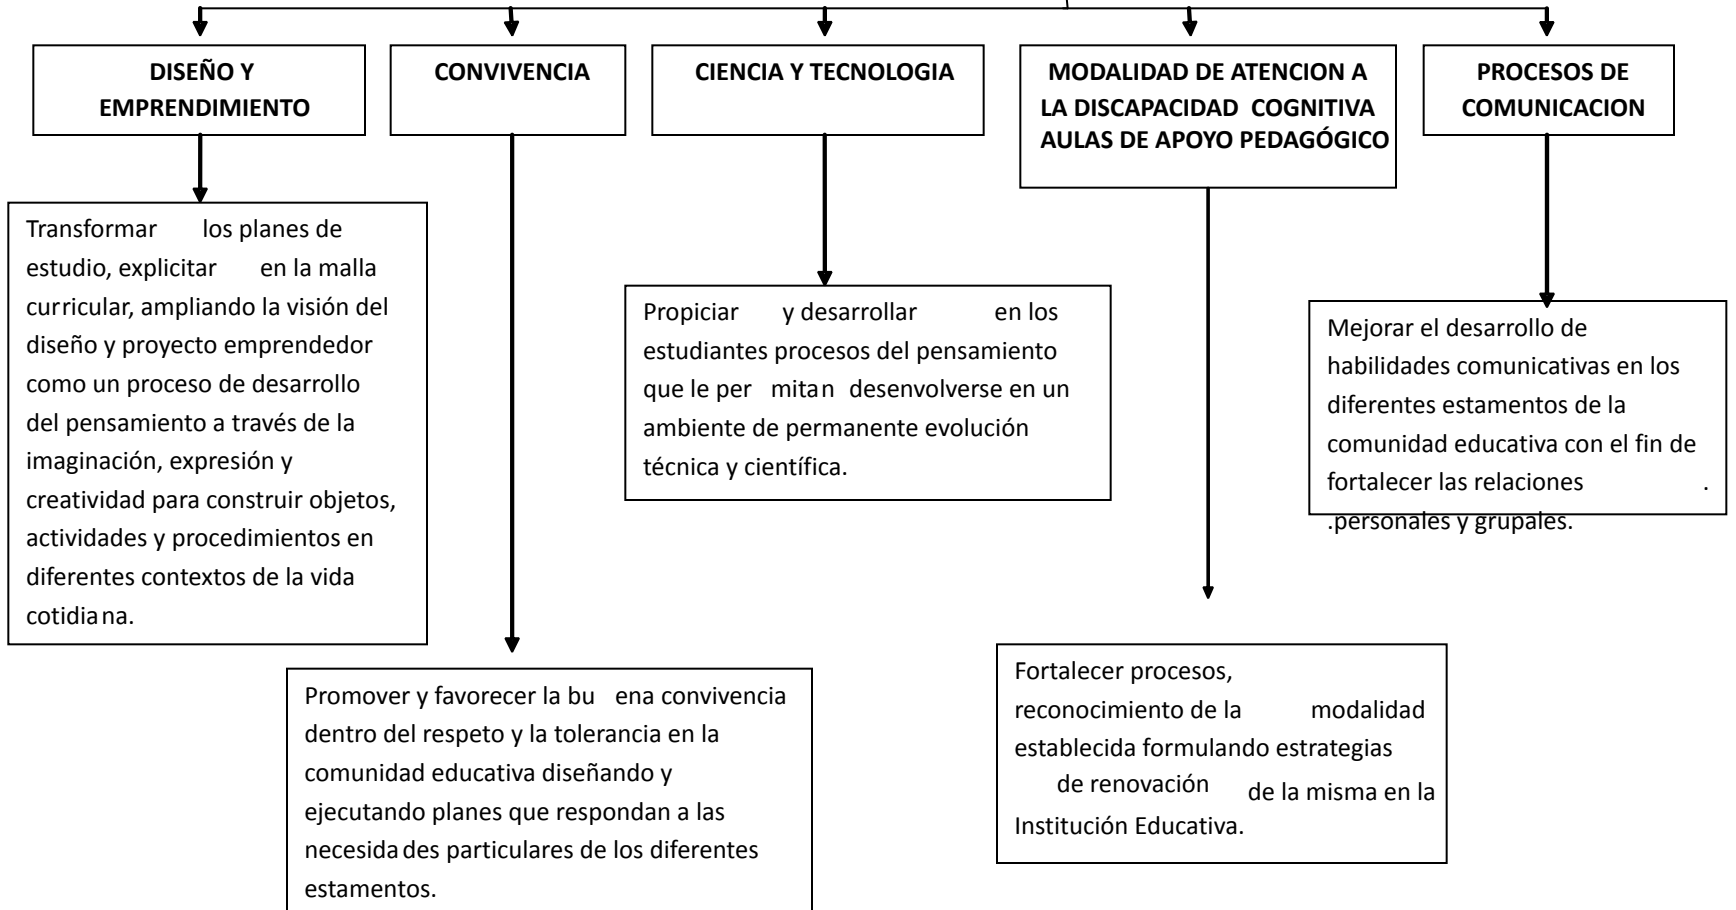 DISEÑO Y
EMPRENDIMIENTO
CONVIVENCIA
CIENCIA Y TECNOLOGIA
MODALIDAD DE ATENCION A
LA DISCAPACIDAD COGNITIVA
AULAS DE APOYO PEDAGÓGICO
PROCESOS DE
COMUNICACION
Transformar los planes de
estudio, explicitar en la malla
curricular, ampliando la visión del
diseño y proyecto emprendedor
como un proceso de desarrollo
del pensamiento a través de la
imaginación, expresión y
creatividad para construir objetos,
actividades y procedimientos en
diferentes contextos de la vida
cotidiana.
Propiciar y desarrollar en los
estudiantes procesos del pensamiento
que le per mitan desenvolverse en un
ambiente de permanente evolución
técnica y científica.
Mejorar el desarrollo de
habilidades comunicativas en los
diferentes estamentos de la
comunidad educativa con el fin de
fortalecer las relaciones .
.personales y grupales.
Promover y favorecer la bu ena convivencia
dentro del respeto y la tolerancia en la
comunidad educativa diseñando y
ejecutando planes que respondan a las
necesidades particulares de los diferentes
estamentos.
Fortalecer procesos,
reconocimiento de la modalidad
establecida formulando estrategias
de renovación de la misma en la
Institución Educativa.